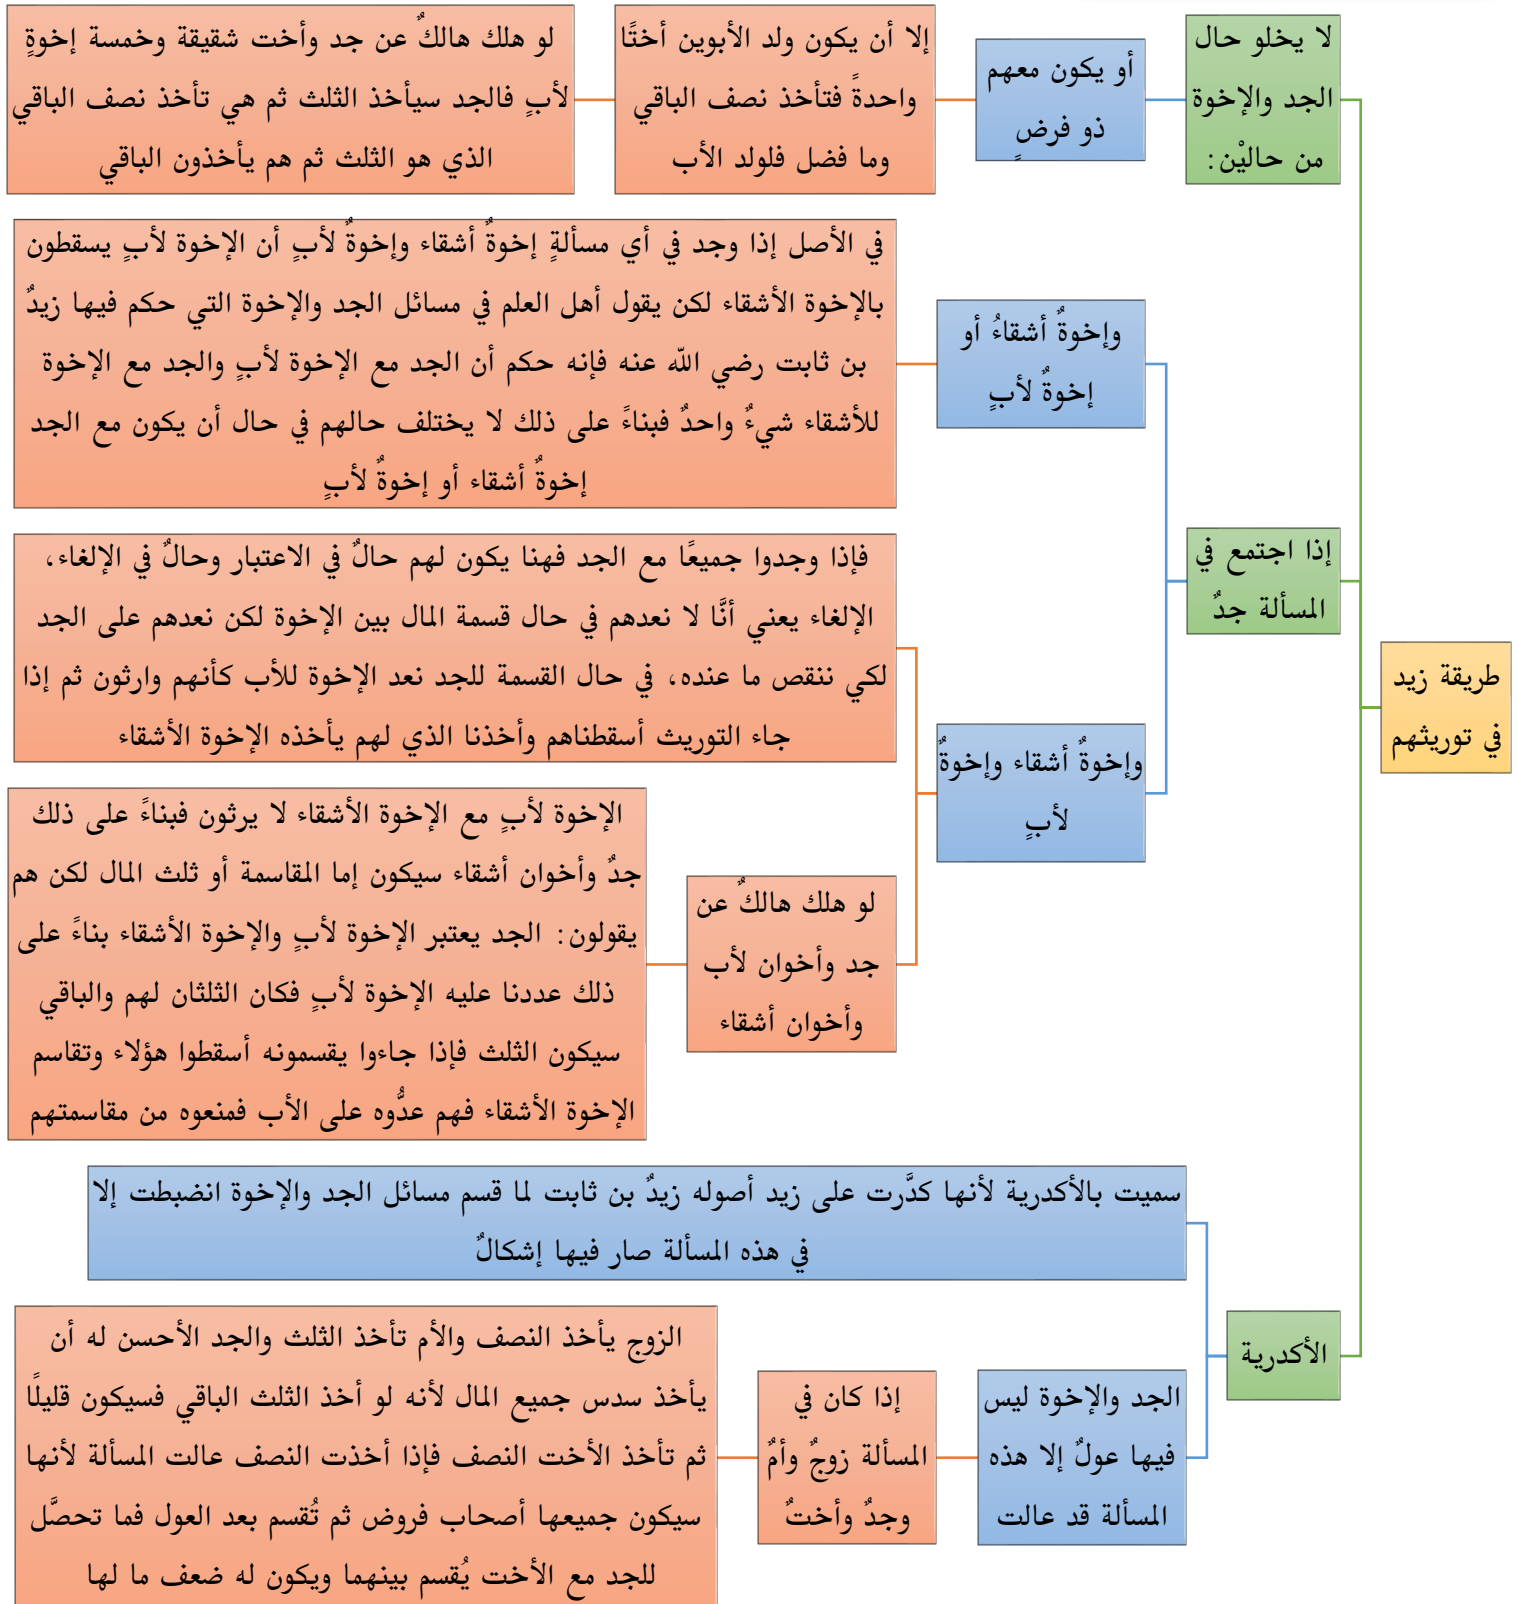 طريقة زيد
في توريثهم
لا يخلو حال
الجد والإخوة
من حاليْن:
أو يكون معهم
ذو فرضٍ
إلا أن يكون ولد الأبوين أختًا
واحدةً فتأخذ نصف الباقي
وما فضل فلولد الأب
لو هلك هالكٌ عن جد وأخت شقيقة وخمسة إخوةٍ
لأبٍ فالجد سيأخذ الثلث ثم هي تأخذ نصف الباقي
الذي هو الثلث ثم هم يأخذون الباقي
إذا اجتمع في
المسألة جدٌ
وإخوةٌ أشقاءُ أو
إخوةٌ لأبٍ
في الأصل إذا وجد في أي مسألةٍ إخوةٌ أشقاء وإخوةٌ لأبٍ أن الإخوة لأبٍ يسقطون
بالإخوة الأشقاء لكن يقول أهل العلم في مسائل الجد والإخوة التي حكم فيها زيدٌ
بن ثابت رضي الله عنه فإنه حكم أن الجد مع الإخوة لأبٍ والجد مع الإخوة
للأشقاء شيءٌ واحدٌ فبناءً على ذلك لا يختلف حالهم في حال أن يكون مع الجد
إخوةٌ أشقاء أو إخوةٌ لأبٍ
وإخوةٌ أشقاء وإخوةٌ
لأبٍ
فإذا وجدوا جميعًا مع الجد فهنا يكون لهم حالٌ في الاعتبار وحالٌ في الإلغاء،
الإلغاء يعني أنَّا لا نعدهم في حال قسمة المال بين الإخوة لكن نعدهم على الجد
لكي ننقص ما عنده، في حال القسمة للجد نعد الإخوة للأب كأنهم وارثون ثم إذا
جاء التوريث أسقطناهم وأخذنا الذي لهم يأخذه الإخوة الأشقاء
لو هلك هالكٌ عن
جد وأخوان لأب
وأخوان أشقاء
الإخوة لأبٍ مع الإخوة الأشقاء لا يرثون فبناءً على ذلك
جدٌ وأخوان أشقاء سيكون إما المقاسمة أو ثلث المال لكن هم
يقولون: الجد يعتبر الإخوة لأبٍ والإخوة الأشقاء بناءً على
ذلك عددنا عليه الإخوة لأبٍ فكان الثلثان لهم والباقي
سيكون الثلث فإذا جاءوا يقسمونه أسقطوا هؤلاء وتقاسم
الإخوة الأشقاء فهم عدُّوه على الأب فمنعوه من مقاسمتهم
الأكدرية
سميت بالأكدرية لأنها كدَّرت على زيد أصوله زيدٌ بن ثابت لما قسم مسائل الجد والإخوة انضبطت إلا
في هذه المسألة صار فيها إشكالٌ
الجد والإخوة ليس
فيها عولٌ إلا هذه
المسألة قد عالت
إذا كان في
المسألة زوجٌ وأمٌ
وجدٌ وأختٌ
الزوج يأخذ النصف والأم تأخذ الثلث والجد الأحسن له أن
يأخذ سدس جميع المال لأنه لو أخذ الثلث الباقي فسيكون قليلًا
ثم تأخذ الأخت النصف فإذا أخذت النصف عالت المسألة لأنها
سيكون جميعها أصحاب فروض ثم تُقسم بعد العول فما تحصَّل
للجد مع الأخت يُقسم بينهما ويكون له ضعف ما لها